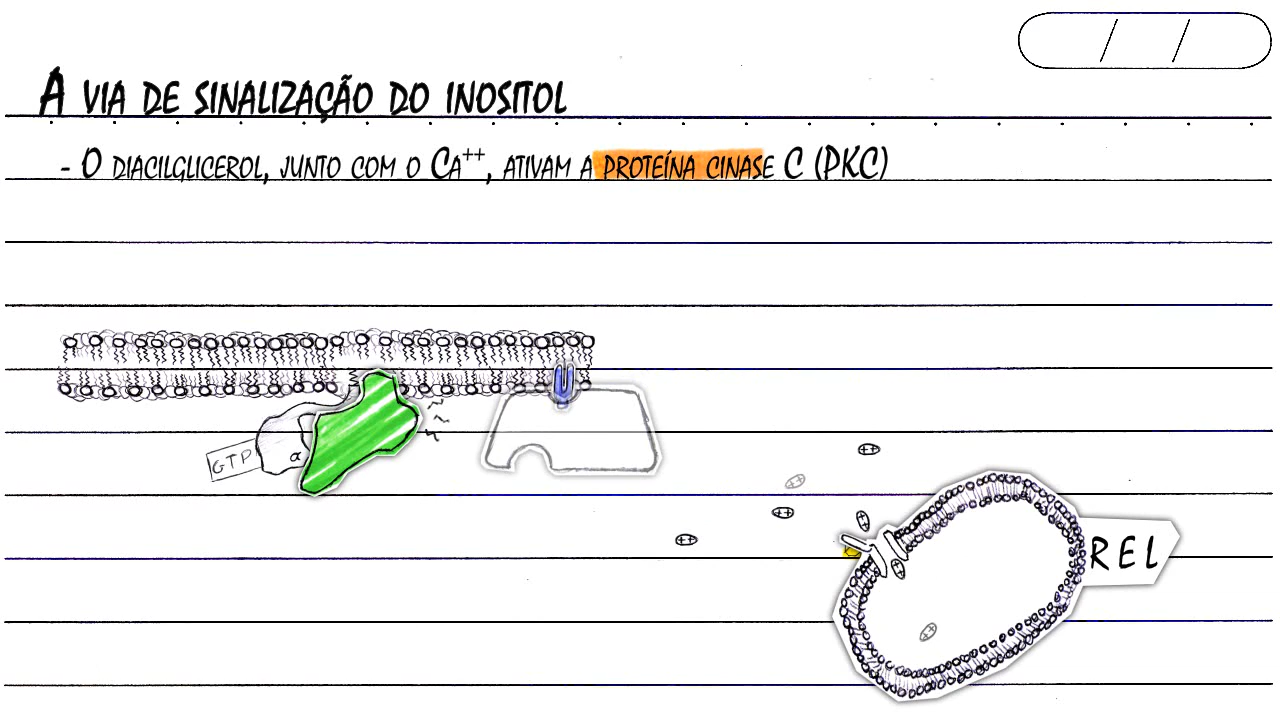 A VIA DE SINALIZAÇÃO DO INOSITOL
- O DIACILGLICEROL, JUNTO COM O CA++, ATIVAM A PROTEÍNA CINASE C (PKC)
GTP
α
REL